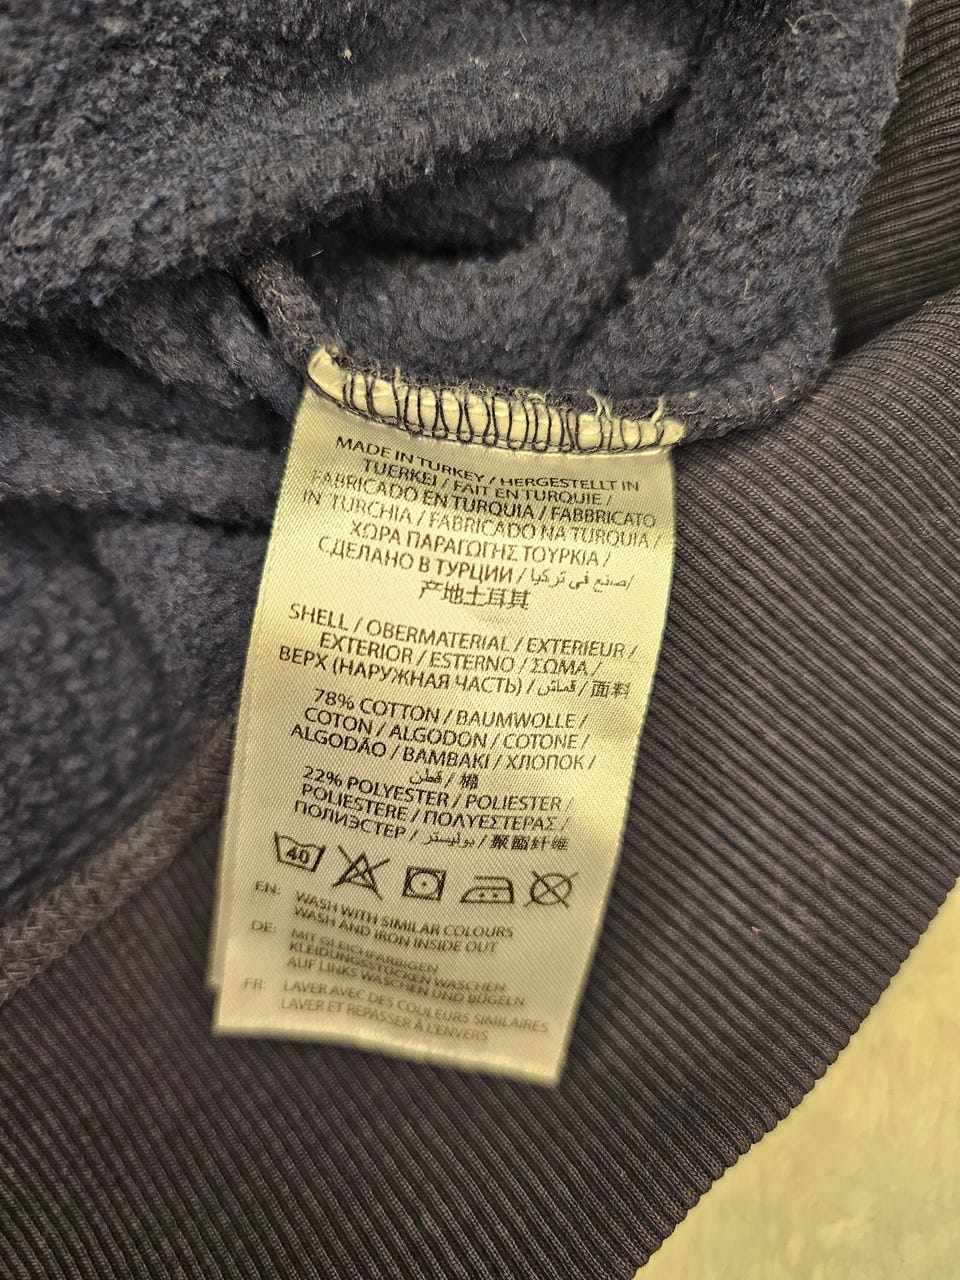 MADE IN TURKEY / HERGESTELLT IN
TUERKEI / FAIT EN TURQUIE /
FABRICADO EN TURQUIA / FABBRICATO
IN TURCHIA / FABRICADO NA TURQUIA /
ΧΩΡΑ ΠΑΡΑΓΩΓΗΣ ΤΟΥΡΚΙΑ /
СДЕЛАНО В ТУРЦИИ / صنع في تركيا /
产地土耳其
SHELL / OBERMATERIAL / EXTERIEUR /
EXTERIOR / ESTERNO / ΣΩΜΑ /
ВЕРХ (НАРУЖНАЯ ЧАСТЬ) / قماش / 面料
78% COTTON / BAUMWOLLE /
COTON / ALGODON / COTONE /
ALGODÃO / ΒΑΜΒΑΚΙ / ХЛОПОК /
قطن / 棉
22% POLYESTER / POLIESTER /
POLIESTERE / ΠΟΛΥΕΣΤΕΡΑΣ /
ПОЛИЭСТЕР / بوليستر / 聚酯纤维
40
EN: WASH WITH SIMILAR COLOURS
WASH AND IRON INSIDE OUT
DE: MIT GLEICHFARBIGEN
KLEIDUNGSSTÜCKEN WASCHEN
AUF LINKS WASCHEN UND BÜGELN
FR: LAVER AVEC DES COULEURS SIMILAIRES
LAVER ET REPASSER À L'ENVERS